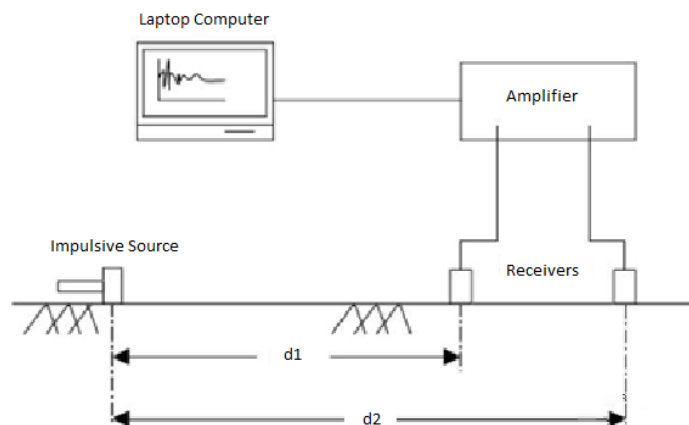 Laptop Computer
Amplifier
Impulsive Source
Receivers
d1
d2